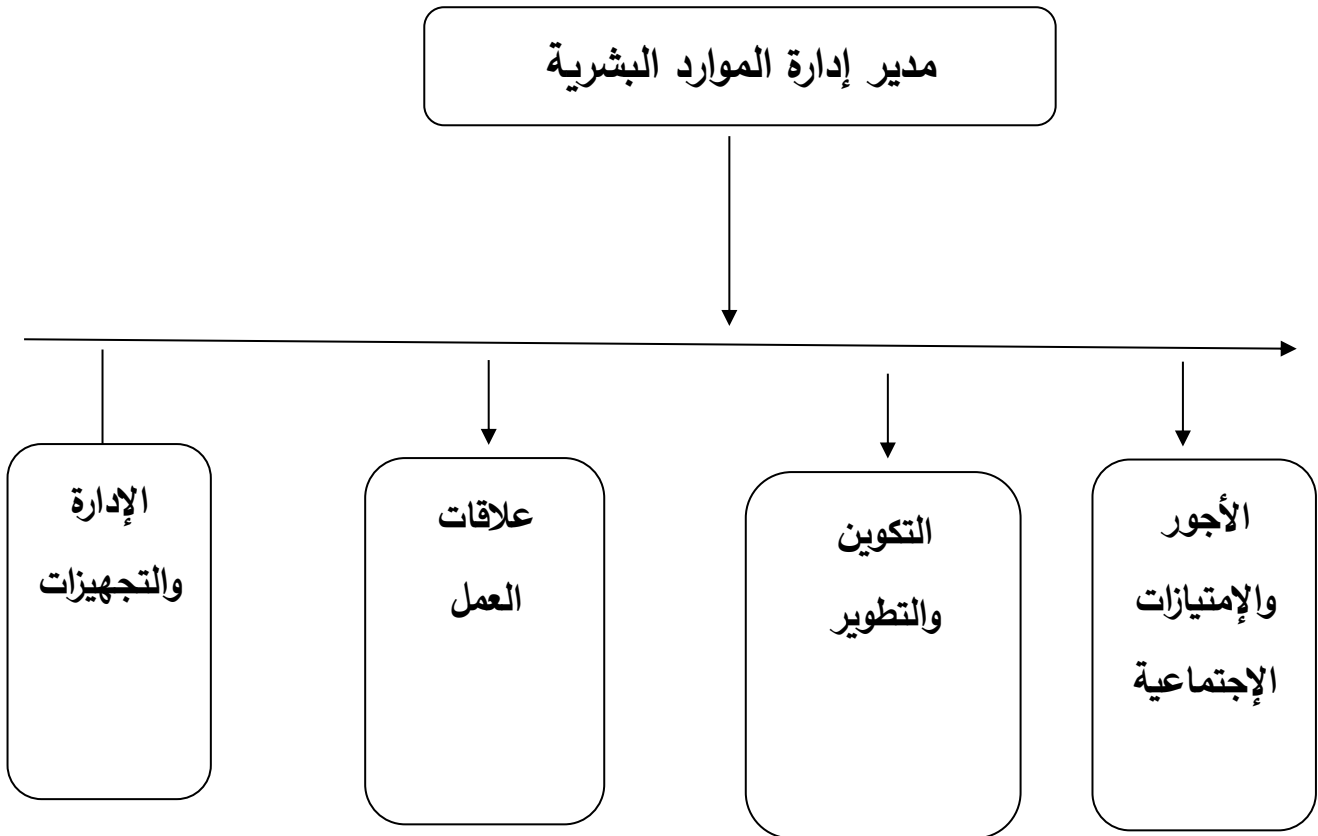 مدير إدارة الموارد البشرية
الأجور
والإمتيازات
الإجتماعية
التكوين
والتطوير
علاقات
العمل
الإدارة
والتجهيزات